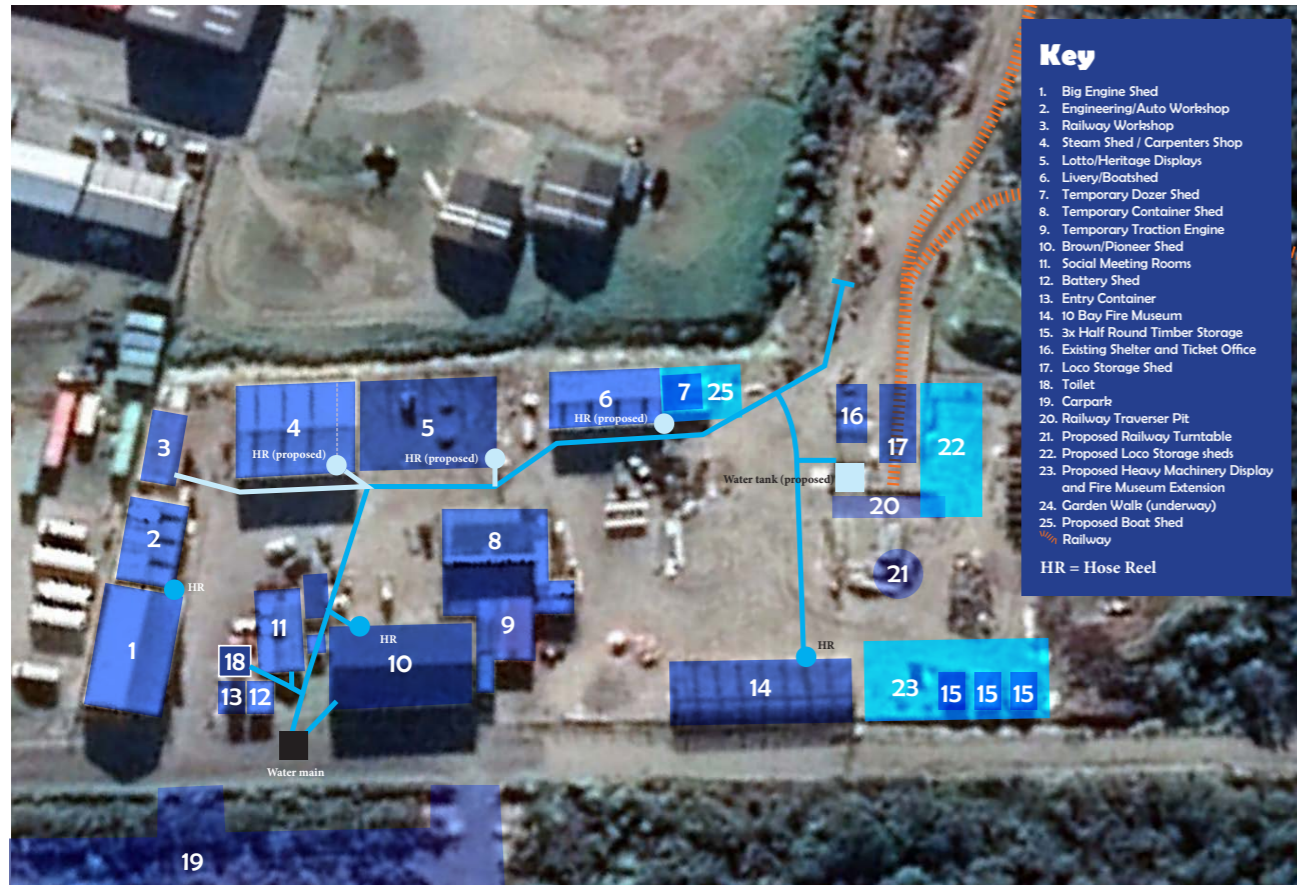 Key
1. Big Engine Shed
2. Engineering/Auto Workshop
3. Railway Workshop
4. Steam Shed / Carpenters Shop
5. Lotto/Heritage Displays
6. Livery/Boatshed
7. Temporary Dozer Shed
8. Temporary Container Shed
9. Temporary Traction Engine
10. Brown/Pioneer Shed
11. Social Meeting Rooms
12. Battery Shed
13. Entry Container
14. 10 Bay Fire Museum
15. 3x Half Round Timber Storage
16. Existing Shelter and Ticket Office
17. Loco Storage Shed
18. Toilet
19. Carpark
20. Railway Traverser Pit
21. Proposed Railway Turntable
22. Proposed Loco Storage sheds
23. Proposed Heavy Machinery Display
and Fire Museum Extension
24. Garden Walk (underway)
25. Proposed Boat Shed
Railway
HR = Hose Reel
3
4
HR (proposed)
5
HR (proposed)
6
HR (proposed)
7
25
16
17
22
Water tank (proposed)
20
2
HR
8
21
1
11
HR
9
HR
18
10
13
12
14
23
15
15
15
Water main
19